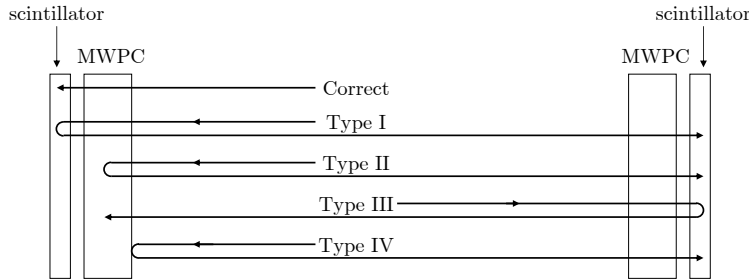 scintillator
scintillator
MWPC
MWPC
Correct
Type I
Type II
Type III
Type IV